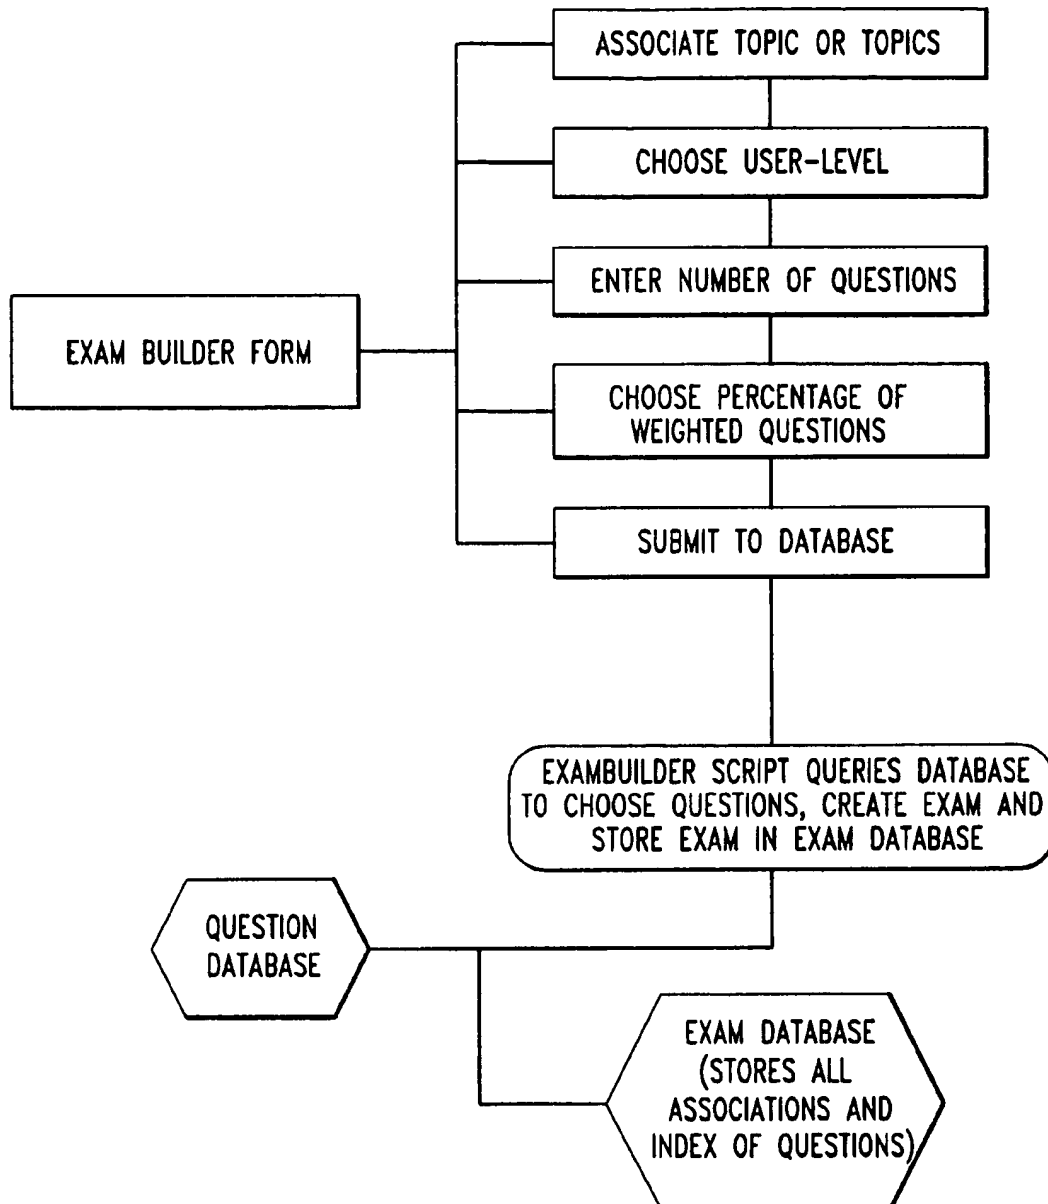 ASSOCIATE TOPIC OR TOPICS
CHOOSE USER-LEVEL
ENTER NUMBER OF QUESTIONS
EXAM BUILDER FORM
CHOOSE PERCENTAGE OF
WEIGHTED QUESTIONS
SUBMIT TO DATABASE
EXAMBUILDER SCRIPT QUERIES DATABASE
TO CHOOSE QUESTIONS, CREATE EXAM AND
STORE EXAM IN EXAM DATABASE
QUESTION
DATABASE
EXAM DATABASE
(STORES ALL
ASSOCIATIONS AND
INDEX OF QUESTIONS)